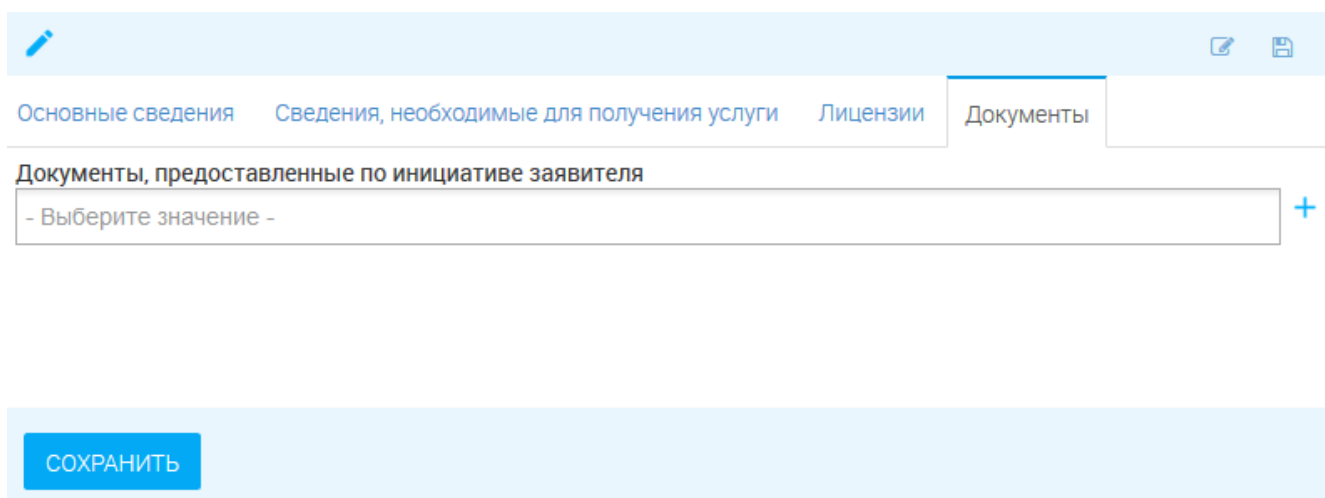 Основные сведения Сведения, необходимые для получения услуги Лицензии Документы
Документы, предоставленные по инициативе заявителя
- Выберите значение -
СОХРАНИТЬ